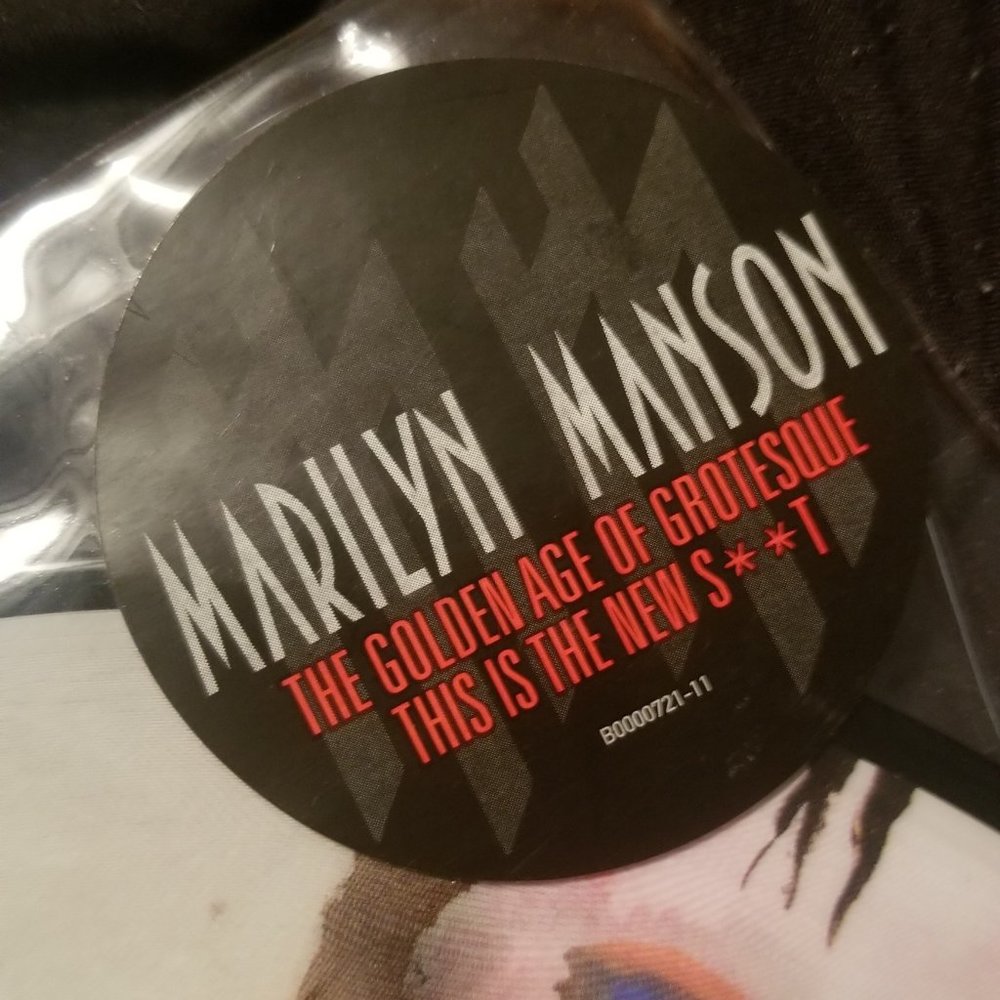 MARILYN MANSON
THE GOLDEN AGE OF GROTESQUE
THIS IS THE NEW S**T
B0000721-11